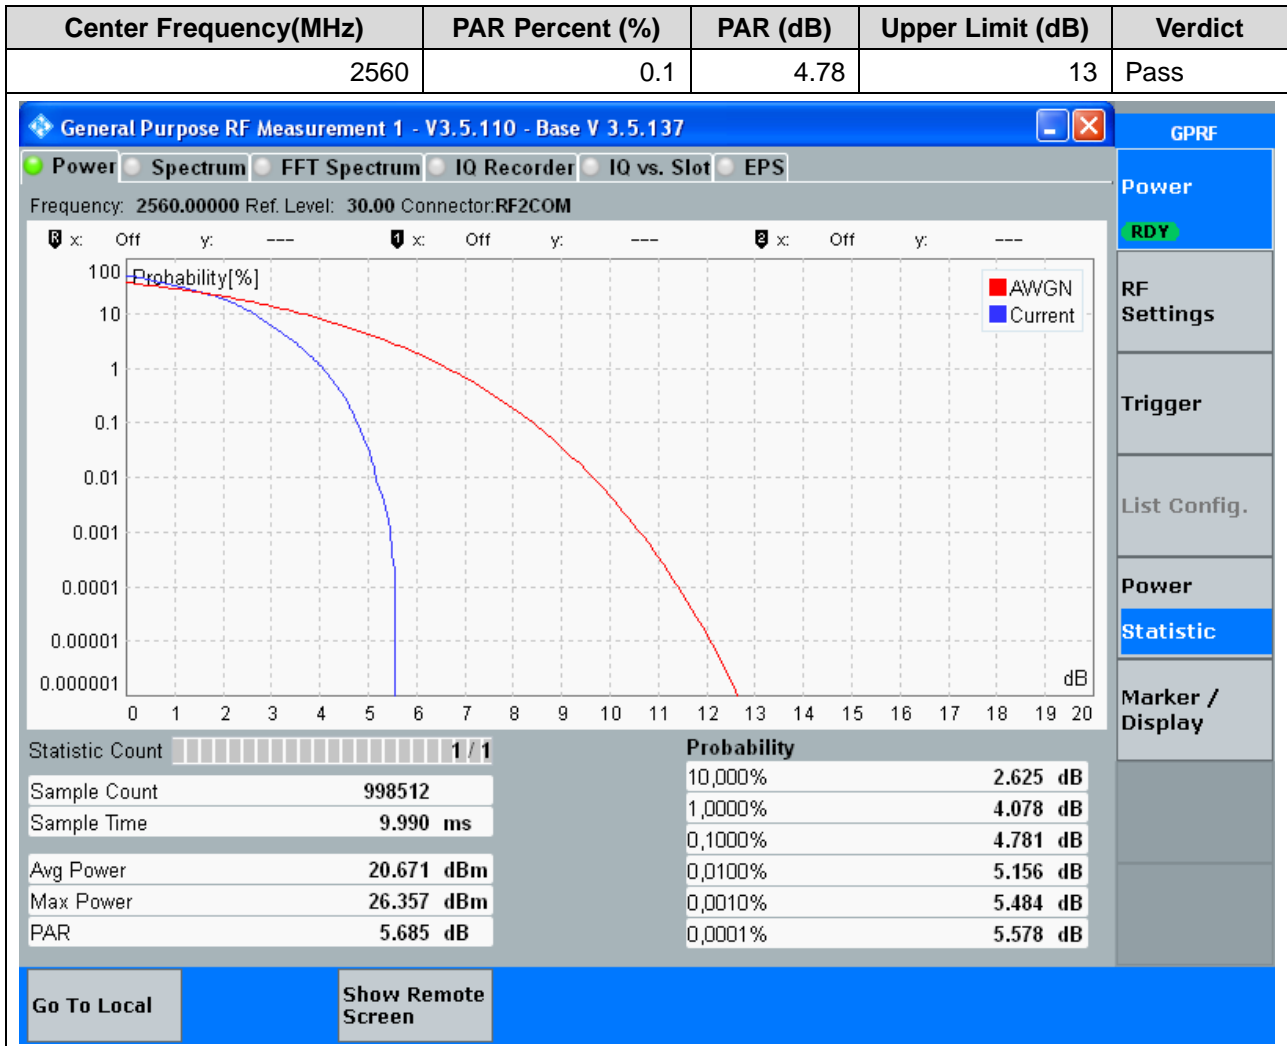 Center Frequency(MHz) PAR Percent (%) PAR (dB) Upper Limit (dB) Verdict
2560 0.1 4.78 13 Pass
General Purpose RF Measurement 1 - V3.5.110 - Base V 3.5.137
GPRF
Power Spectrum FFT Spectrum IQ Recorder IQ vs. Slot EPS
Frequency: 2560.00000 Ref. Level: 30.00 Connector:RF2COM
R x: Off y: --- 1 x: Off y: --- 2 x: Off y: ---
Probability[%]
AWGN
Current
100
10
1
0.1
0.01
0.001
0.0001
0.00001
0.000001
dB
0 1 2 3 4 5 6 7 8 9 10 11 12 13 14 15 16 17 18 19 20
Statistic Count 1 / 1
Sample Count 998512
Sample Time 9.990 ms
Avg Power 20.671 dBm
Max Power 26.357 dBm
PAR 5.685 dB
Probability
10,000% 2.625 dB
1,0000% 4.078 dB
0,1000% 4.781 dB
0,0100% 5.156 dB
0,0010% 5.484 dB
0,0001% 5.578 dB
Power
RDY
RF
Settings
Trigger
List Config.
Power
Statistic
Marker /
Display
Go To Local
Show Remote
Screen